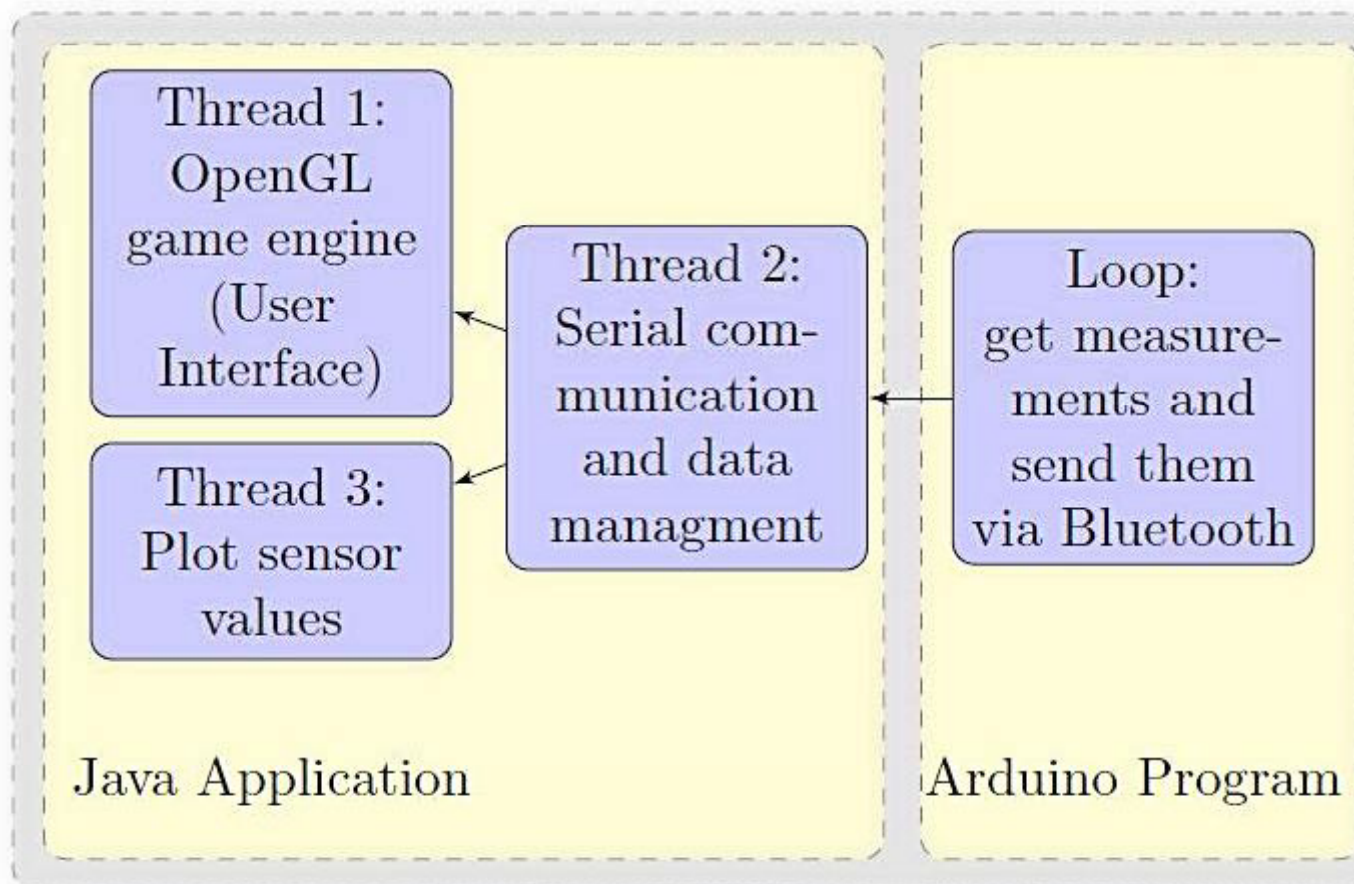 Thread 1:
OpenGL
game engine
(User
Interface)
Thread 2:
Serial com-
munication
and data
managment
Loop:
get measure-
ments and
send them
via Bluetooth
Thread 3:
Plot sensor
values
Java Application
Arduino Program